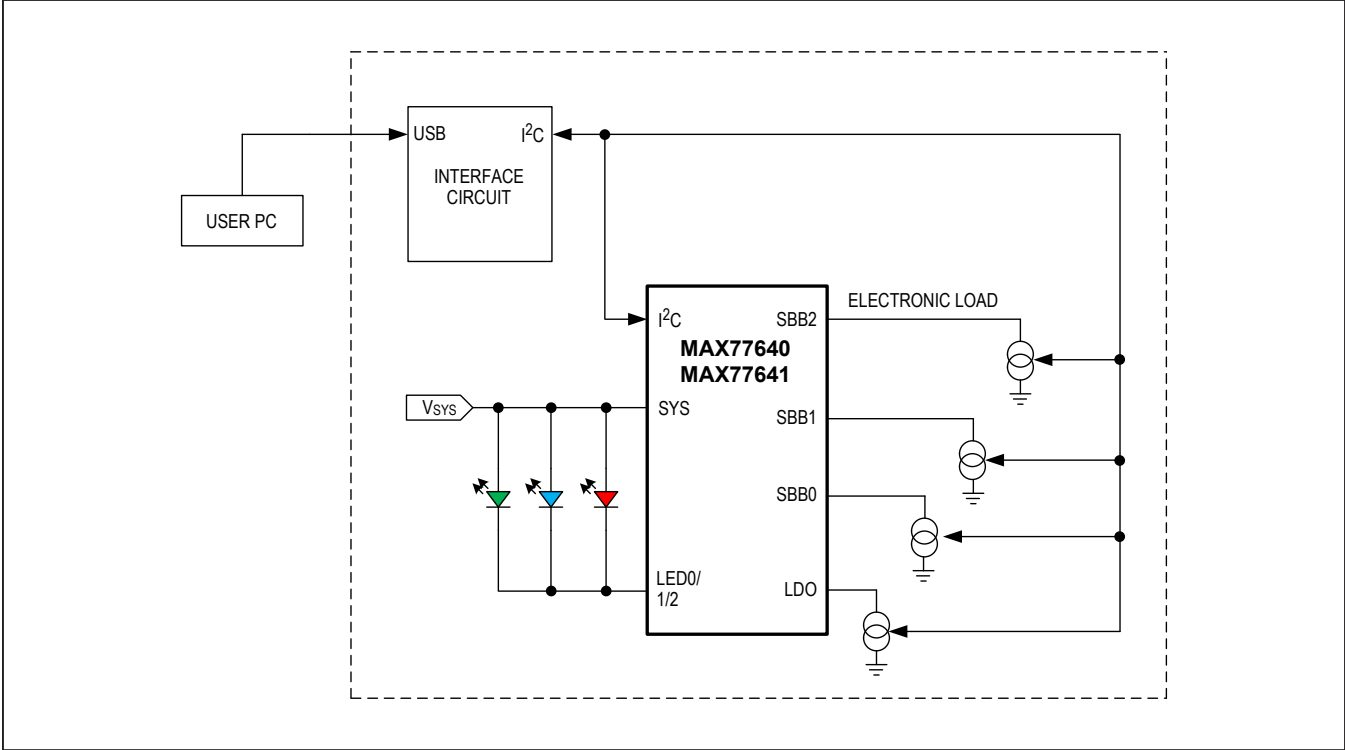 USB
I²C
INTERFACE
CIRCUIT
USER PC
ELECTRONIC LOAD
I²C
SBB2
MAX77640
MAX77641
VSYS
SYS
SBB1
SBB0
LED0/
1/2
LDO